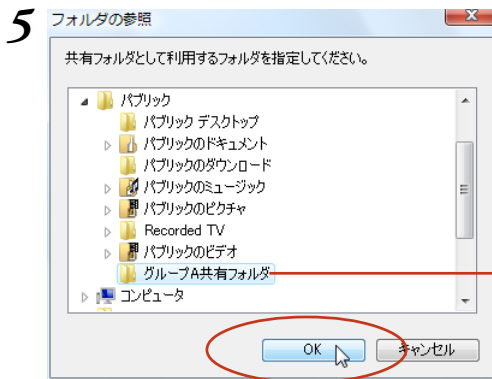 5
フォルダの参照
共有フォルダとして利用するフォルダを指定してください。
パブリック
パブリック デスクトップ
パブリックのドキュメント
パブリックのダウンロード
パブリックのミュージック
パブリックのピクチャ
Recorded TV
パブリックのビデオ
グループA共有フォルダ
コンピュータ
OK
キャンセル